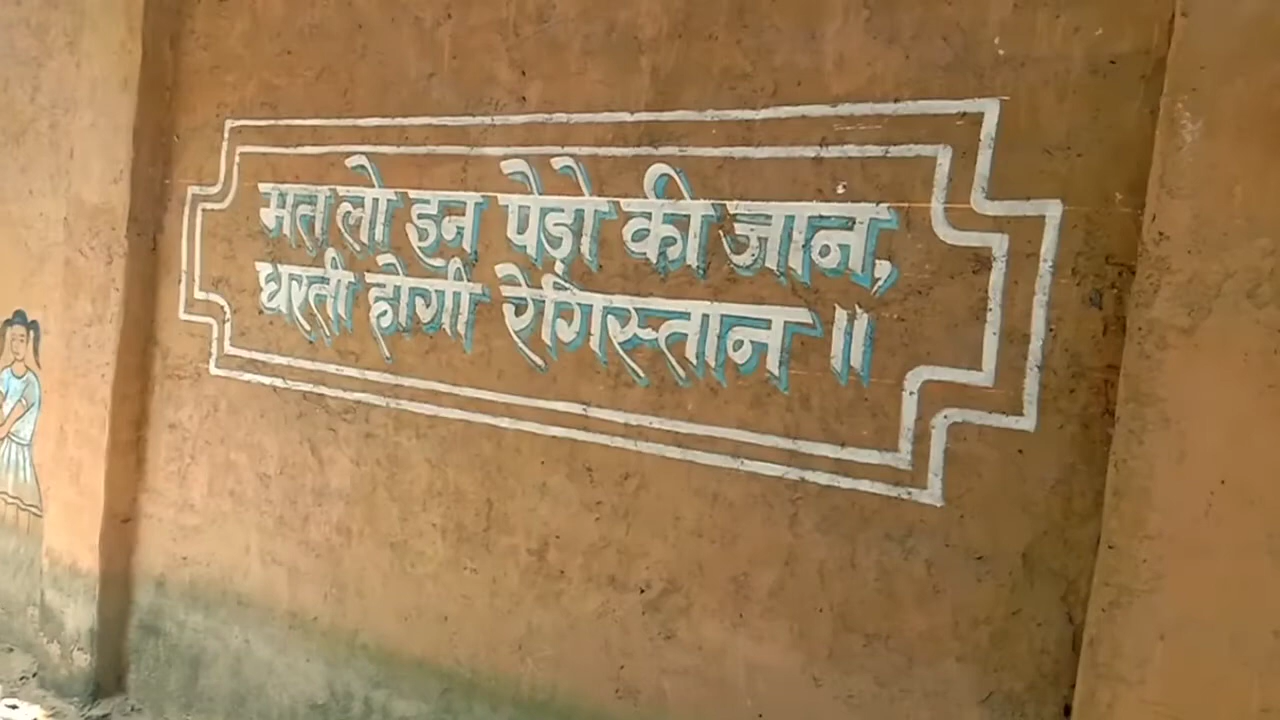 मत लो इन पेड़ो की जान,
धरती होगी रेगिस्तान ॥